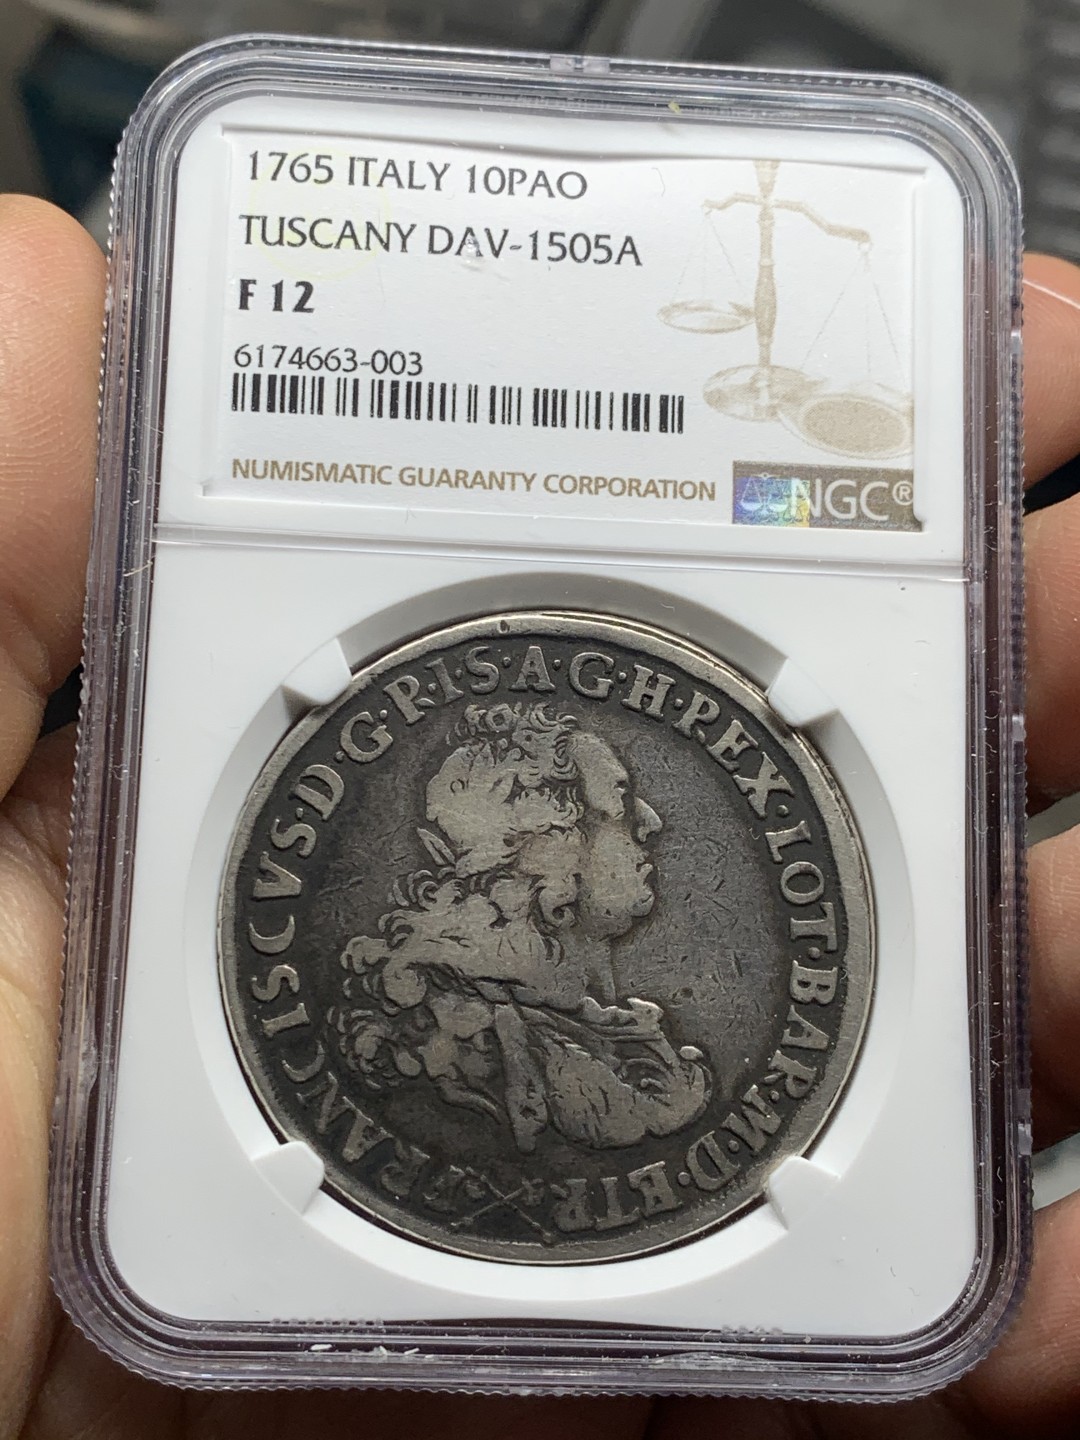 1765 ITALY 10PAO
TUSCANY DAV-1505A
F 12
6174663-003
NUMISMATIC GUARANTY CORPORATION
NGC®
FRANCISCVS·D·G·R·I·S·A·G·H·REX·LOT·BAR·M·D·ETR